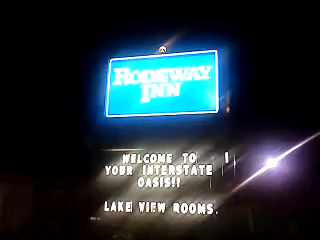 RODEWAY
INN
WELCOME TO
YOUR INTERSTATE
OASIS!!
LAKE VIEW ROOMS.